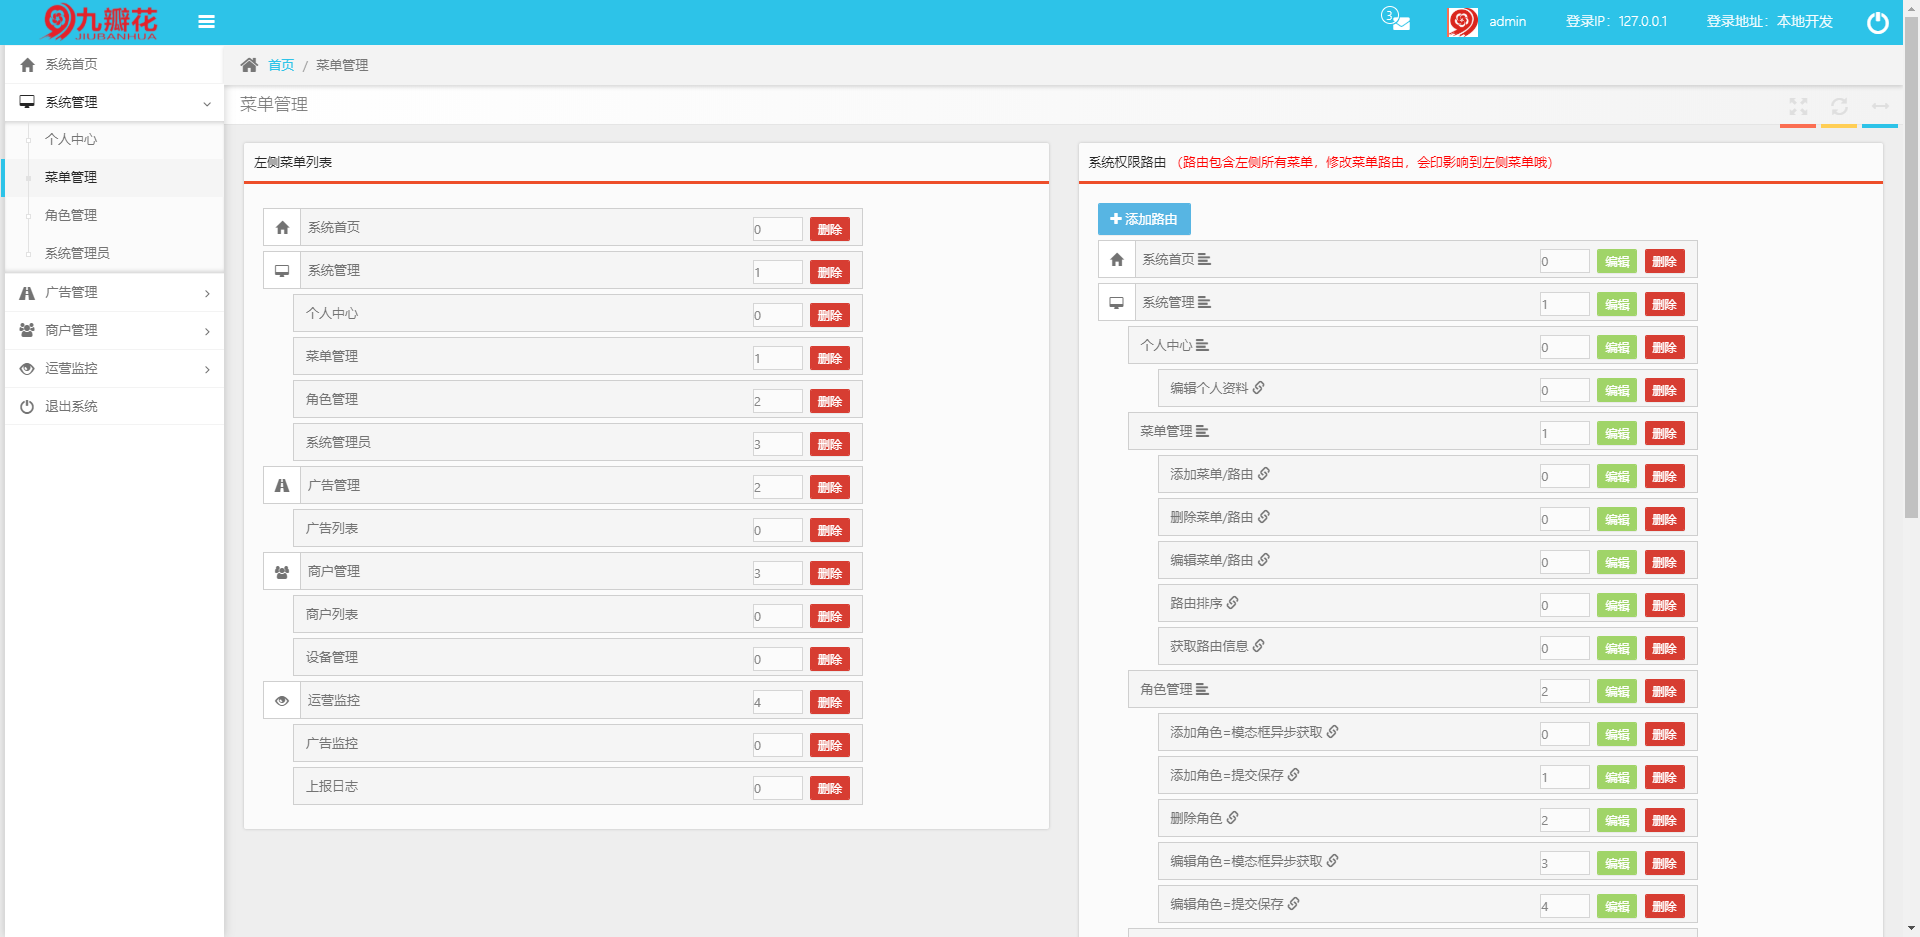 九瓣花
JIUBANHUA
3
admin
登录IP：127.0.0.1
登录地址：本地开发
系统首页
系统管理
个人中心
菜单管理
角色管理
系统管理员
广告管理
商户管理
运营监控
退出系统
首页 / 菜单管理
菜单管理
左侧菜单列表
系统首页 0 删除
系统管理 1 删除
个人中心 0 删除
菜单管理 1 删除
角色管理 2 删除
系统管理员 3 删除
广告管理 2 删除
广告列表 0 删除
商户管理 3 删除
商户列表 0 删除
设备管理 0 删除
运营监控 4 删除
广告监控 0 删除
上报日志 0 删除
系统权限路由 （路由包含左侧所有菜单，修改菜单路由，会印影响到左侧菜单哦）
添加路由
系统首页 0 编辑 删除
系统管理 1 编辑 删除
个人中心 0 编辑 删除
编辑个人资料 0 编辑 删除
菜单管理 1 编辑 删除
添加菜单/路由 0 编辑 删除
删除菜单/路由 0 编辑 删除
编辑菜单/路由 0 编辑 删除
路由排序 0 编辑 删除
获取路由信息 0 编辑 删除
角色管理 2 编辑 删除
添加角色=模态框异步获取 0 编辑 删除
添加角色=提交保存 1 编辑 删除
删除角色 2 编辑 删除
编辑角色=模态框异步获取 3 编辑 删除
编辑角色=提交保存 4 编辑 删除